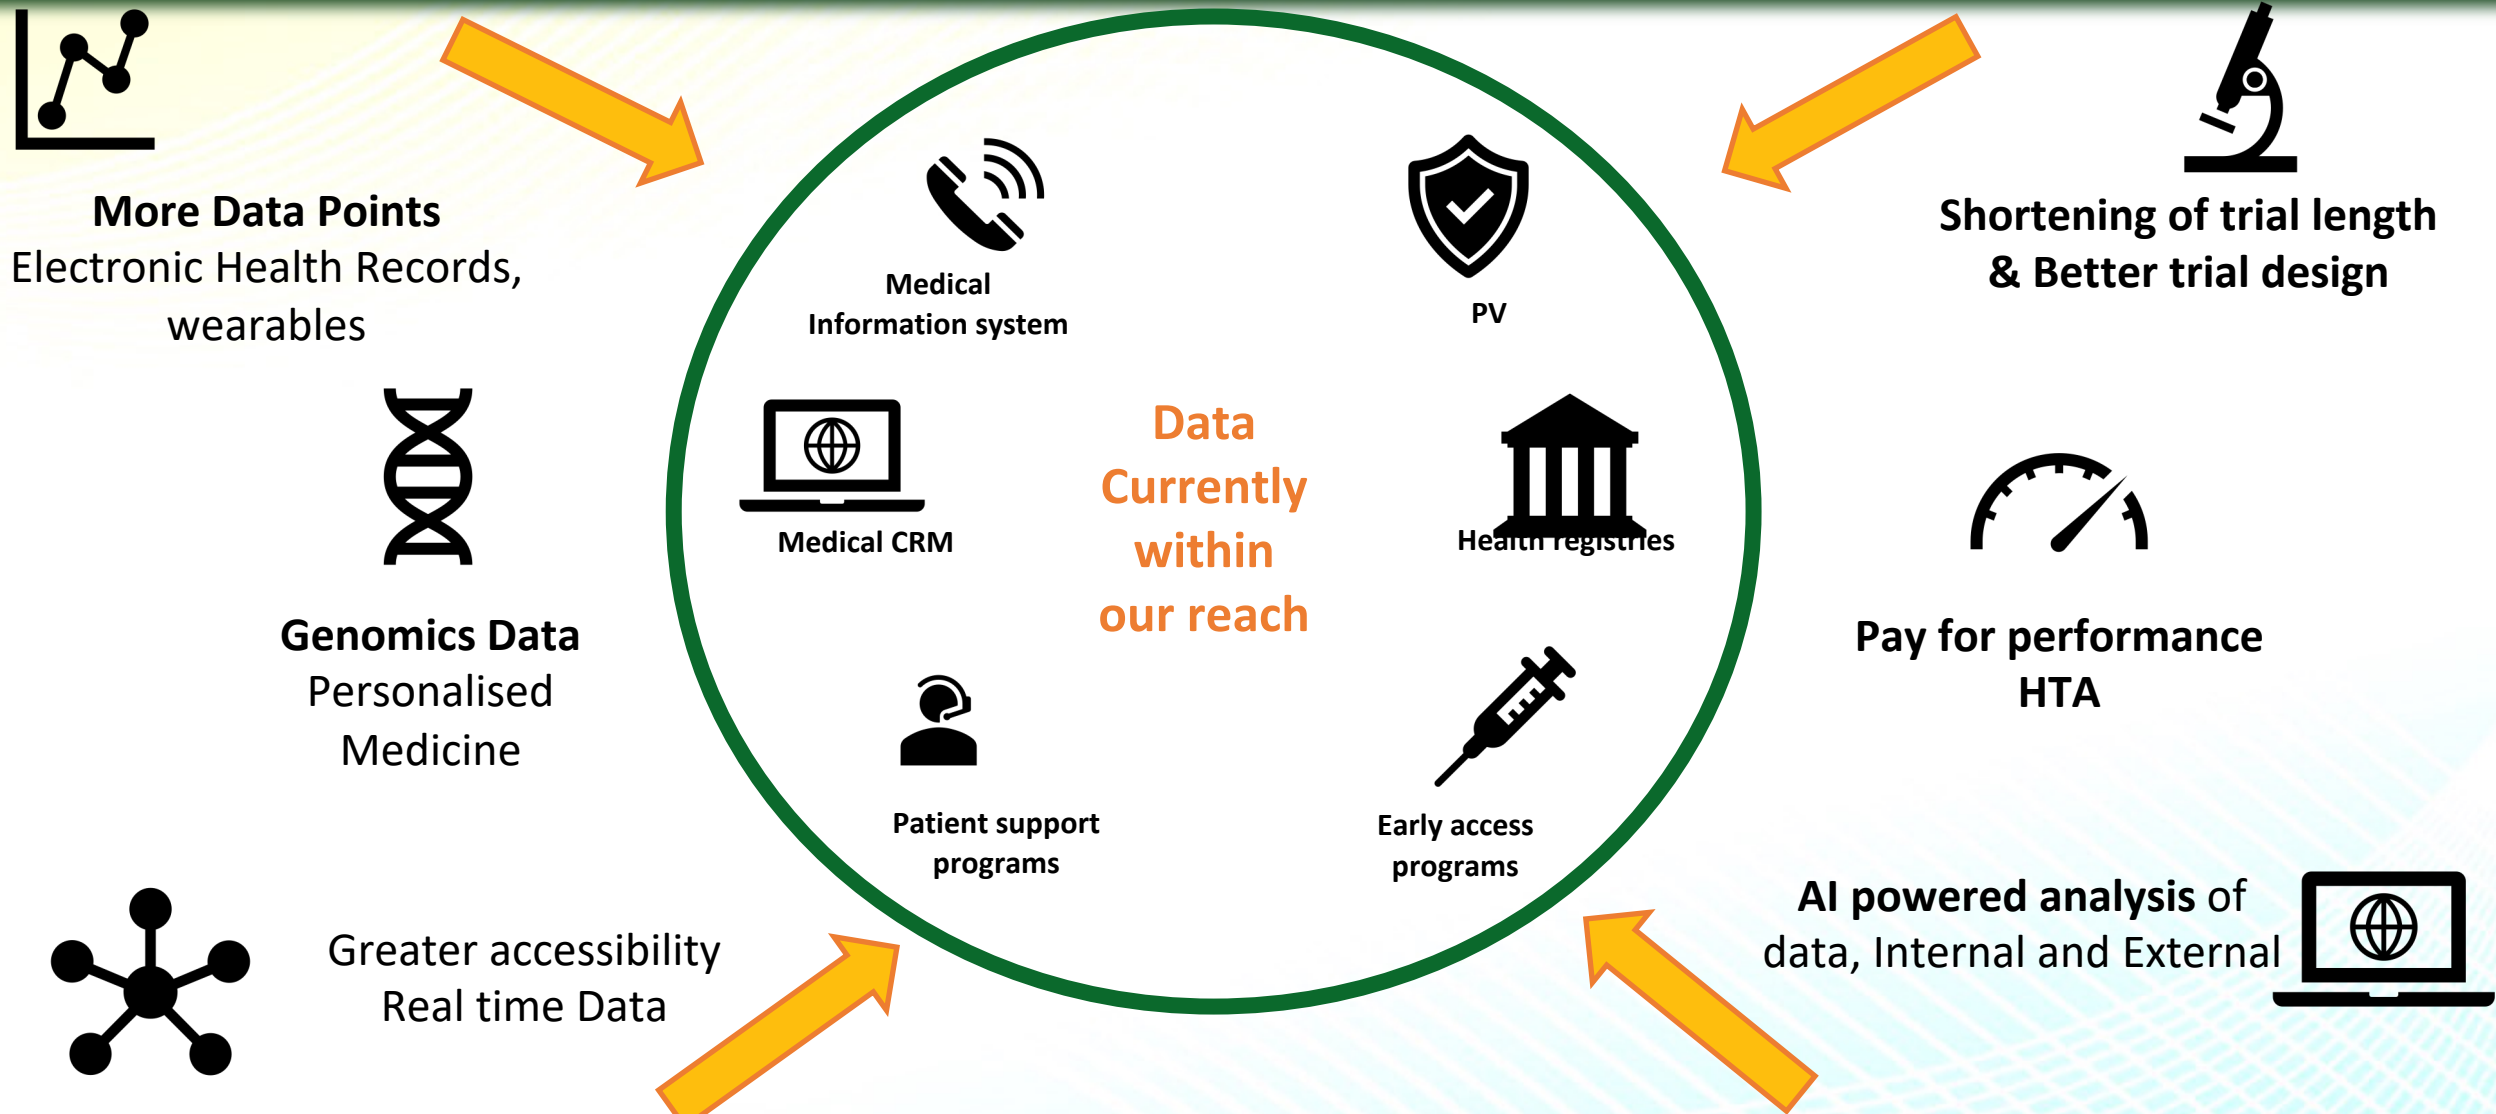 More Data Points
Electronic Health Records,
wearables
Genomics Data
Personalised
Medicine
Greater accessibility
Real time Data
Medical
Information system
PV
Medical CRM
Data
Currently
within
our reach
Health registries
Patient support
programs
Early access
programs
Shortening of trial length
& Better trial design
Pay for performance
HTA
AI powered analysis of
data, Internal and External